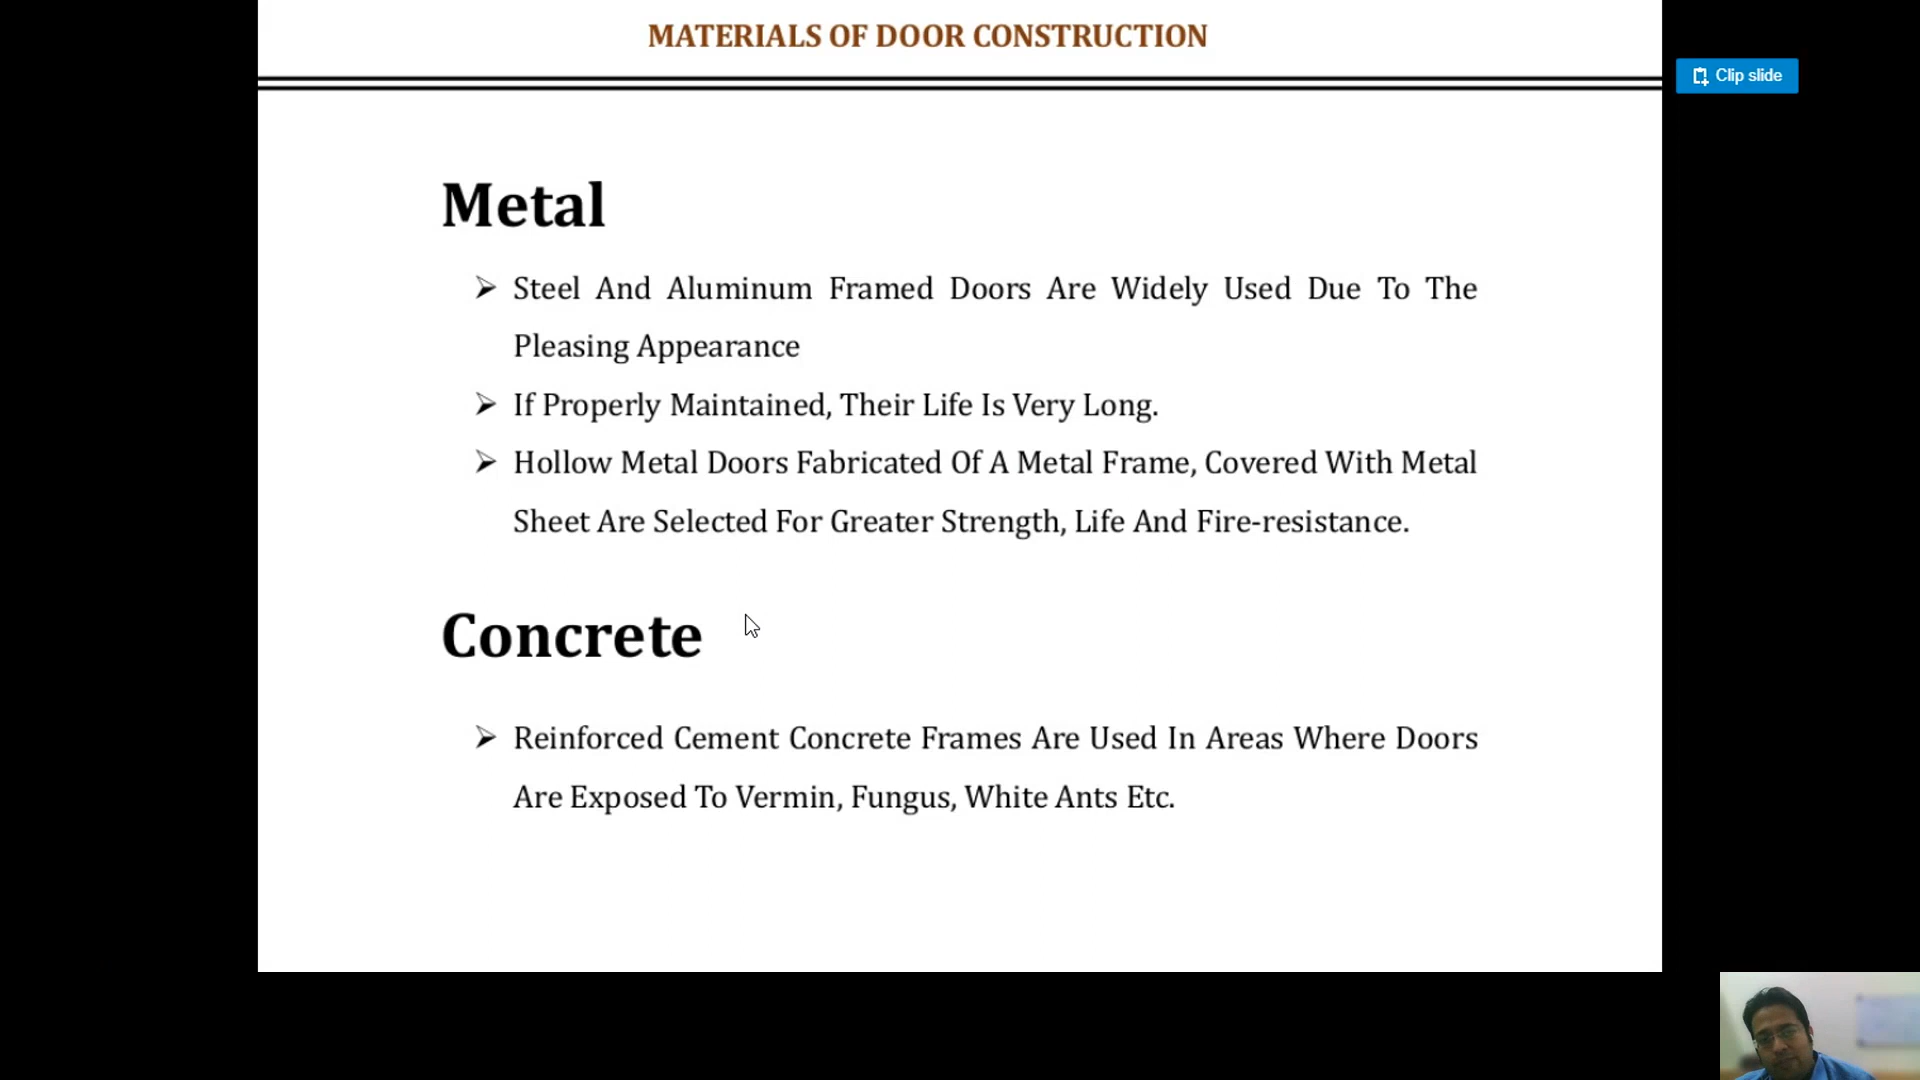 MATERIALS OF DOOR CONSTRUCTION
Clip slide
Metal
➢ Steel And Aluminum Framed Doors Are Widely Used Due To The
Pleasing Appearance
➢ If Properly Maintained, Their Life Is Very Long.
➢ Hollow Metal Doors Fabricated Of A Metal Frame, Covered With Metal
Sheet Are Selected For Greater Strength, Life And Fire-resistance.
Concrete
➢ Reinforced Cement Concrete Frames Are Used In Areas Where Doors
Are Exposed To Vermin, Fungus, White Ants Etc.